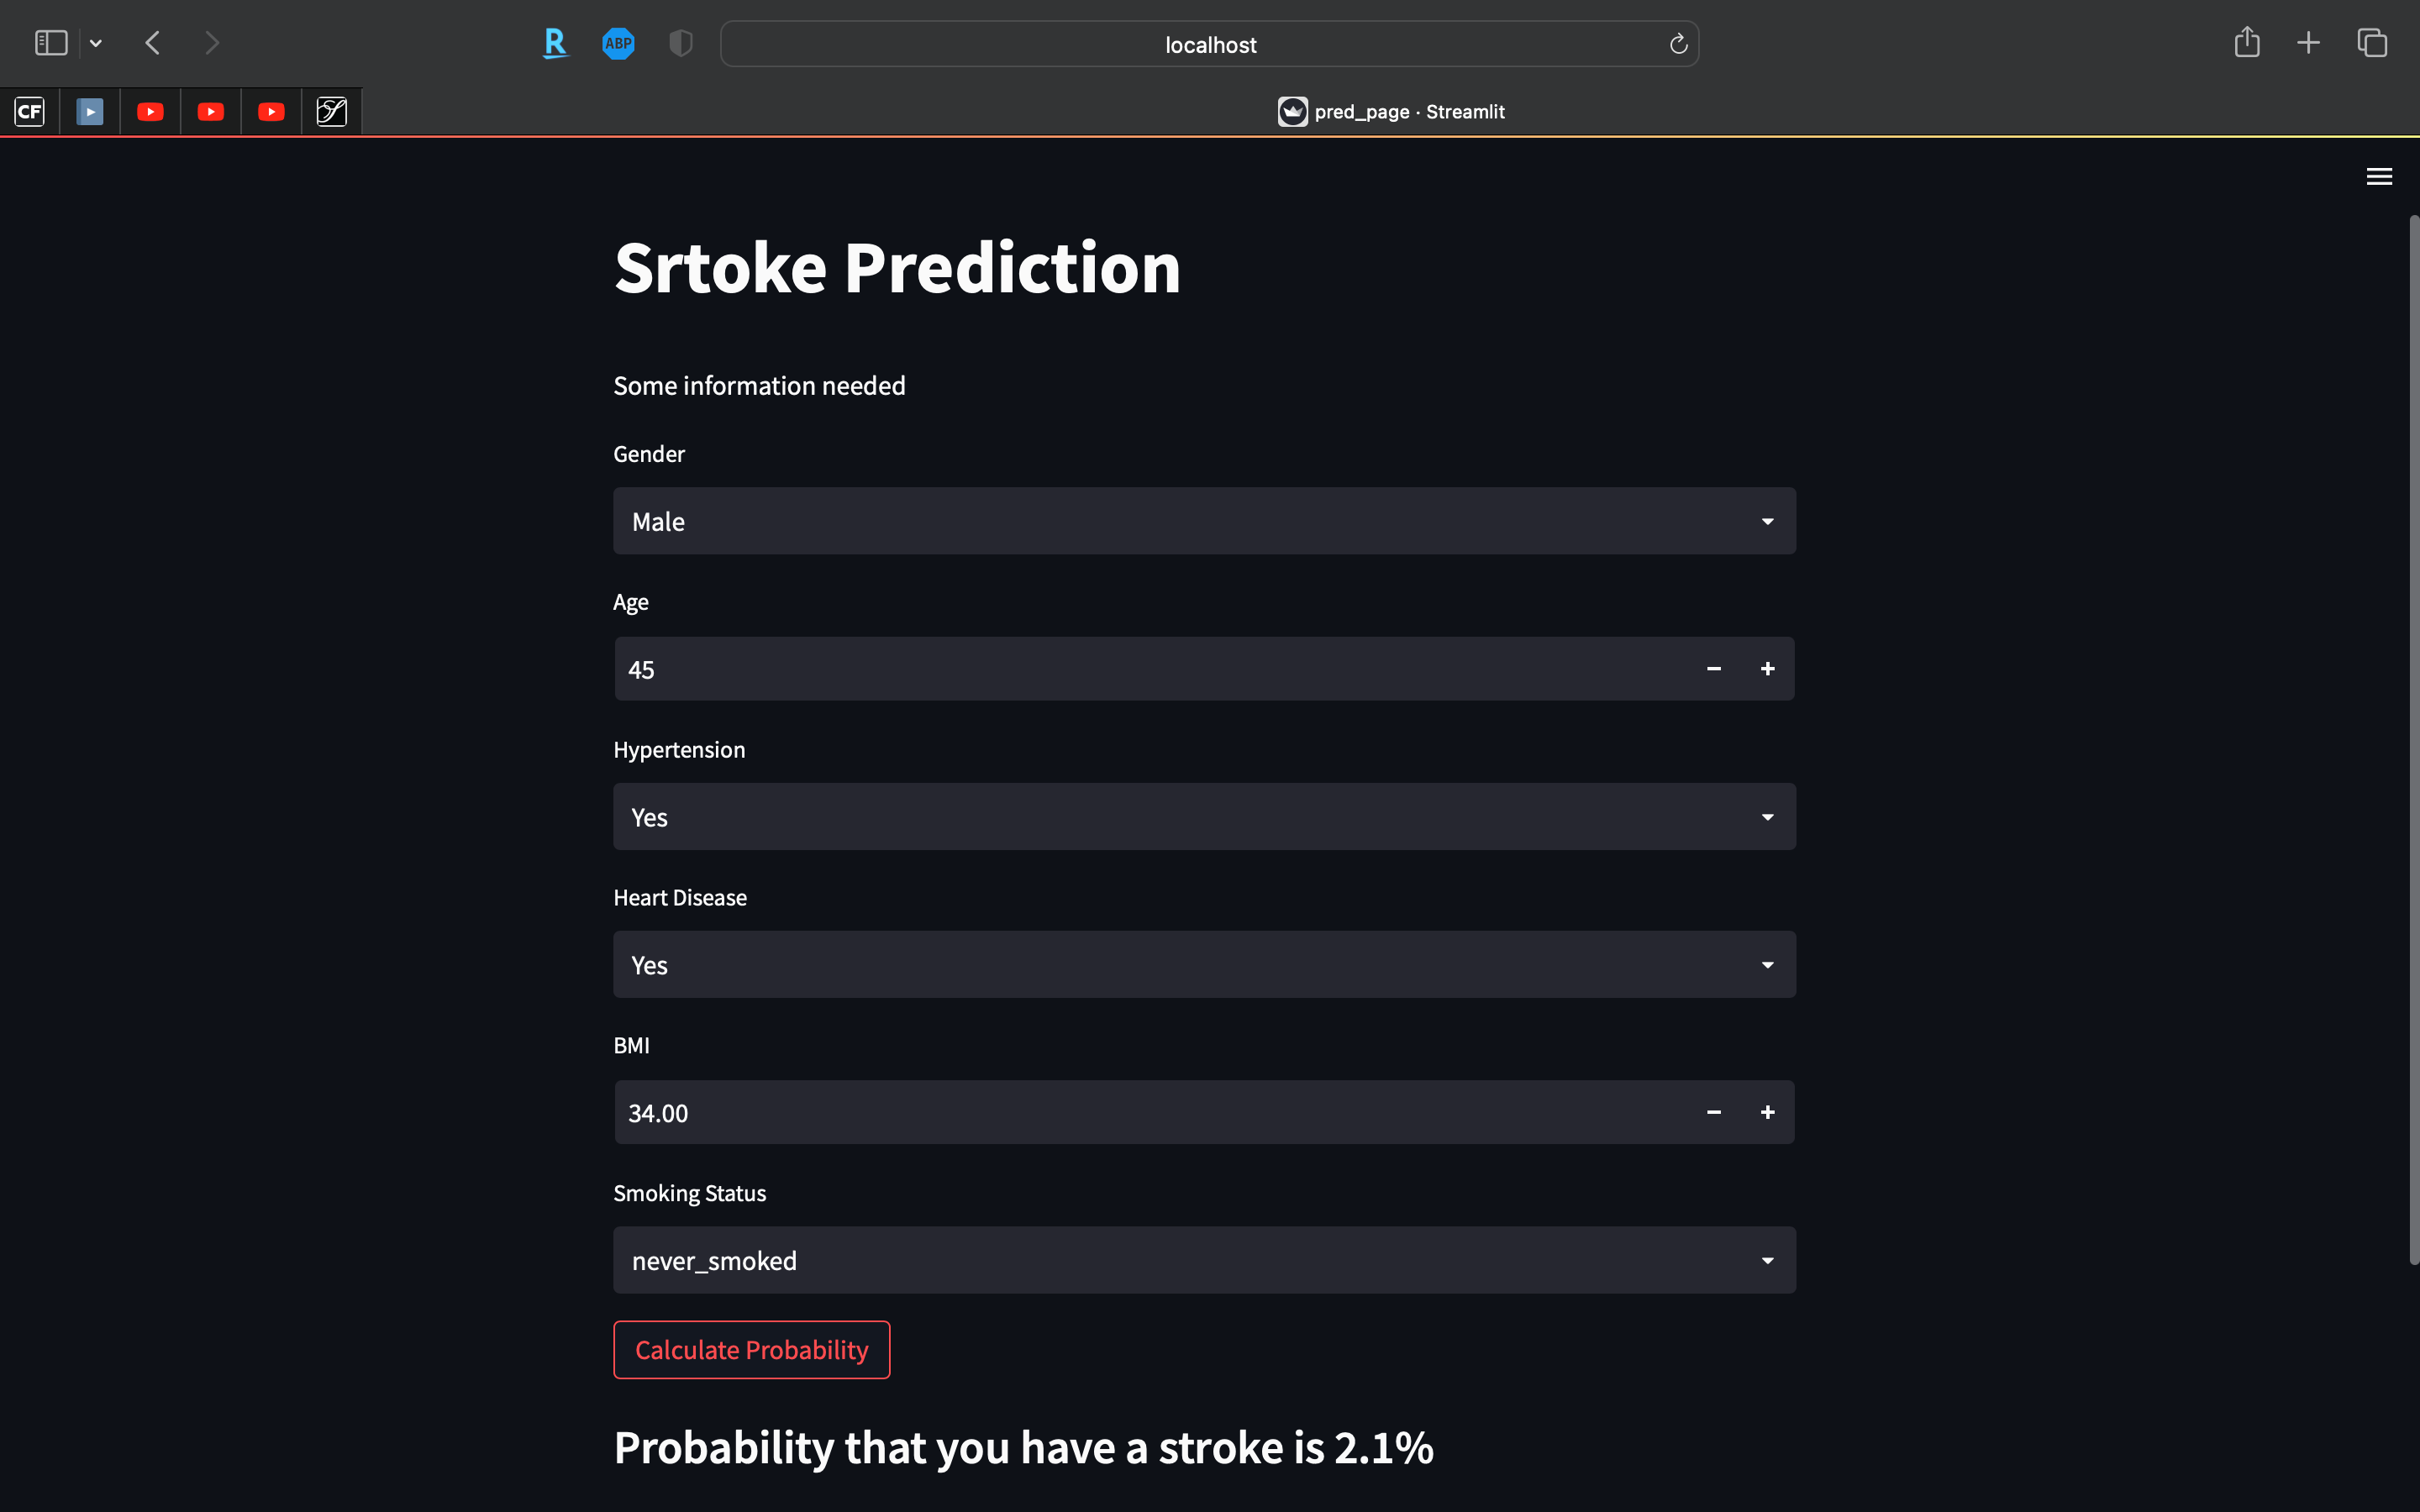 R
ABP
localhost
CF
pred_page · Streamlit
Srtoke Prediction
Some information needed
Gender
Male
Age
45
Hypertension
Yes
Heart Disease
Yes
BMI
34.00
Smoking Status
never_smoked
Calculate Probability
Probability that you have a stroke is 2.1%